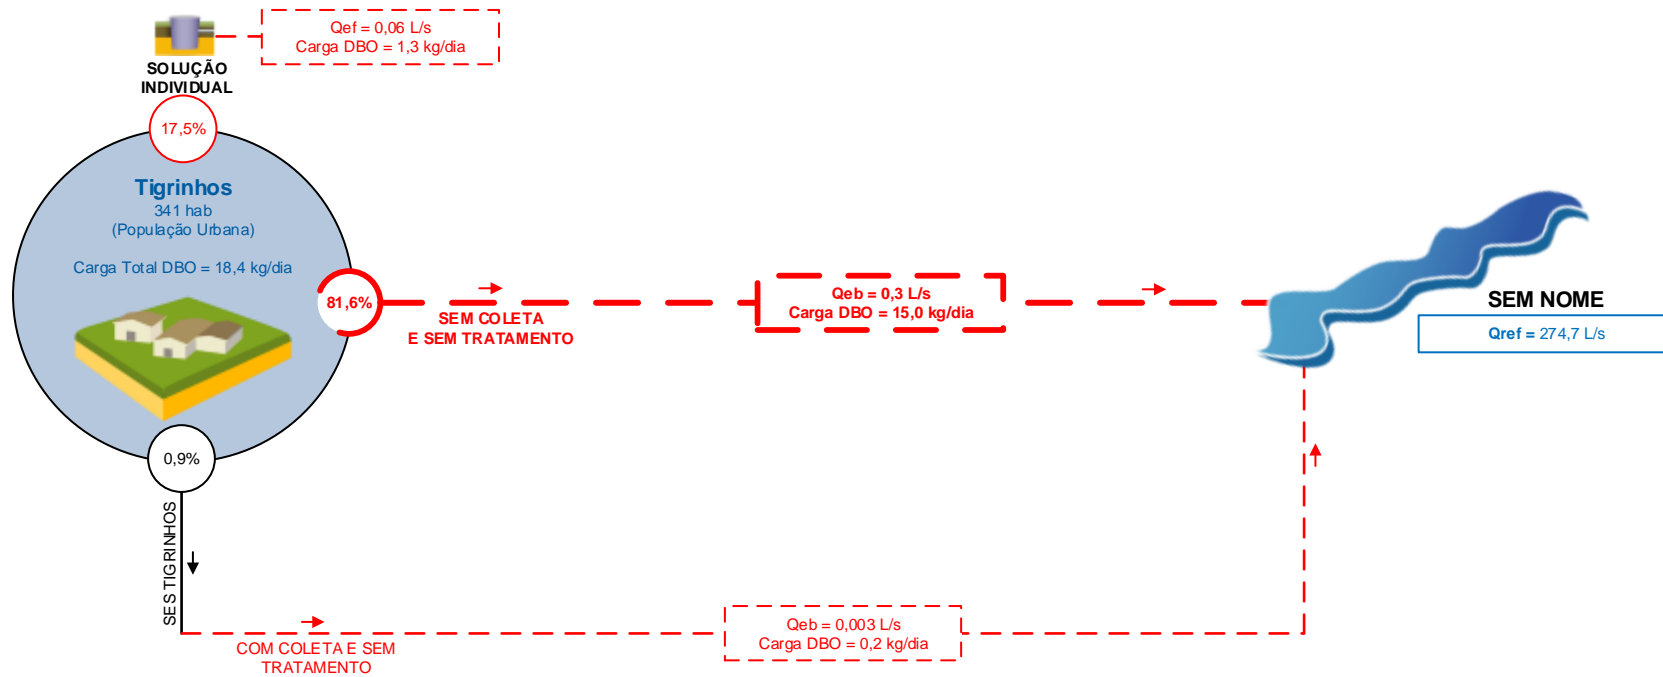 Qef = 0,06 L/s
Carga DBO = 1,3 kg/dia
SOLUÇÃO
INDIVIDUAL
17,5%
Tigrinhos
341 hab
(População Urbana)
Carga Total DBO = 18,4 kg/dia
81,6%
SEM COLETA
E SEM TRATAMENTO
Qeb = 0,3 L/s
Carga DBO = 15,0 kg/dia
SEM NOME
Qref = 274,7 L/s
0,9%
SES TIGRINHOS
COM COLETA E SEM
TRATAMENTO
Qeb = 0,003 L/s
Carga DBO = 0,2 kg/dia